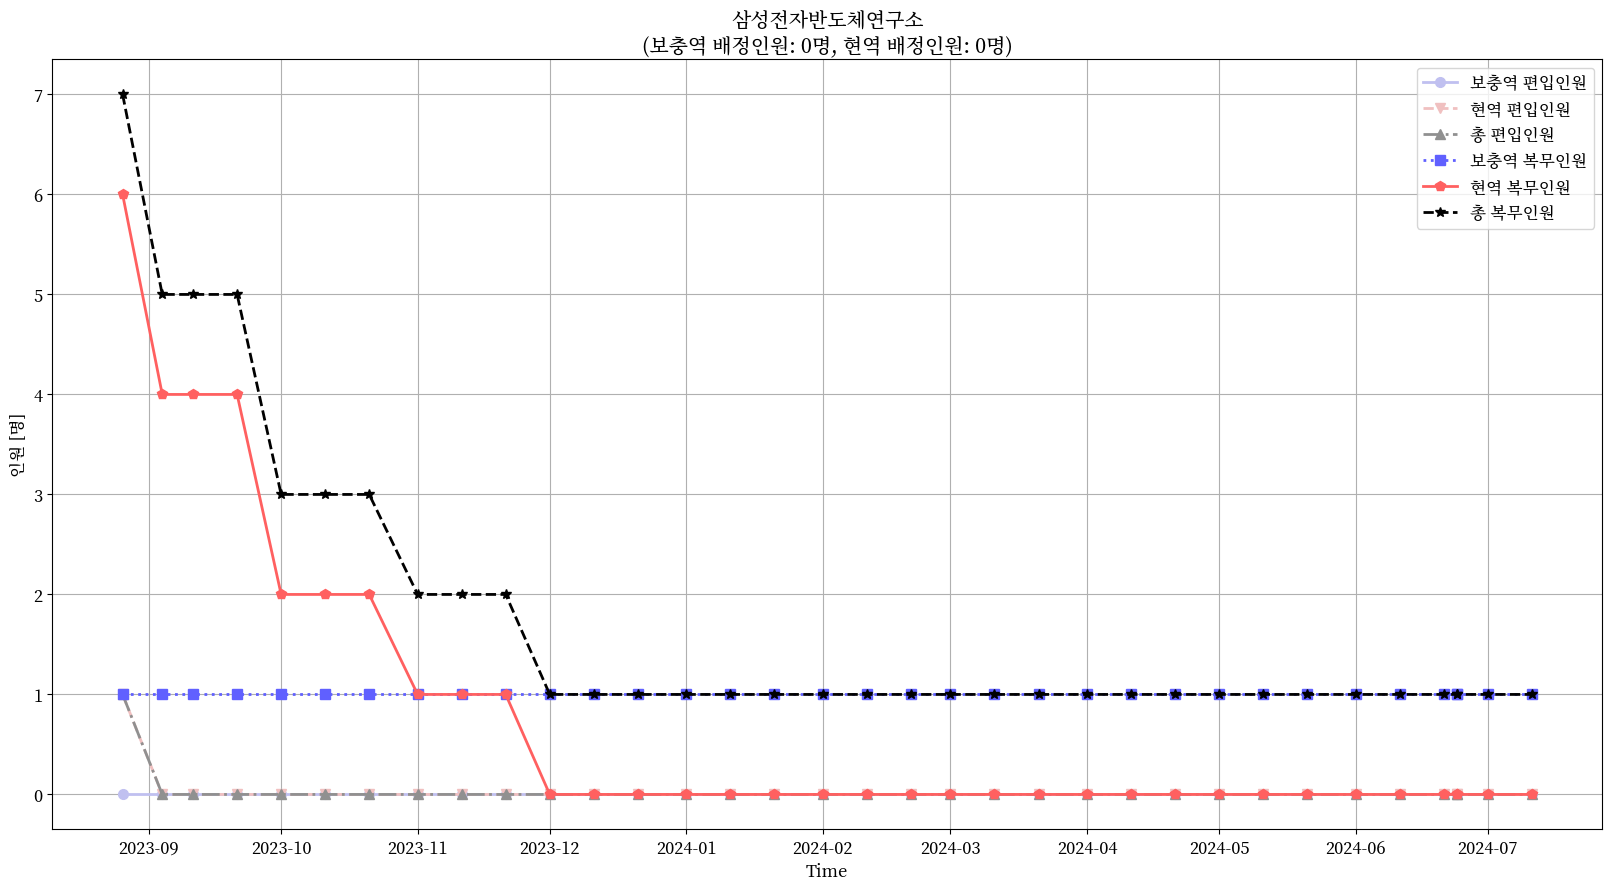 삼성전자반도체연구소
(보충역 배정인원: 0명, 현역 배정인원: 0명)
보충역 편입인원
현역 편입인원
총 편입인원
보충역 복무인원
현역 복무인원
총 복무인원
인원 [명]
7
6
5
4
3
2
1
0
2023-09 2023-10 2023-11 2023-12 2024-01 2024-02 2024-03 2024-04 2024-05 2024-06 2024-07
Time